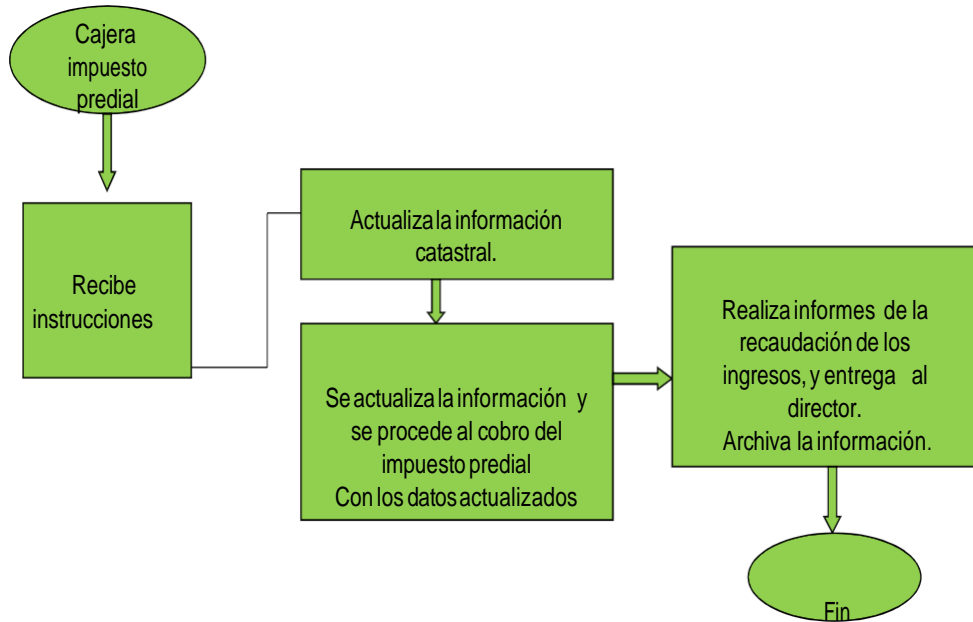 Cajera
impuesto
predial
Recibe
instrucciones
Actualiza la información
catastral.
Se actualiza la información y
se procede al cobro del
impuesto predial
Con los datos actualizados
Realiza informes de la
recaudación de los
ingresos, y entrega al
director.
Archiva la información.
Fin